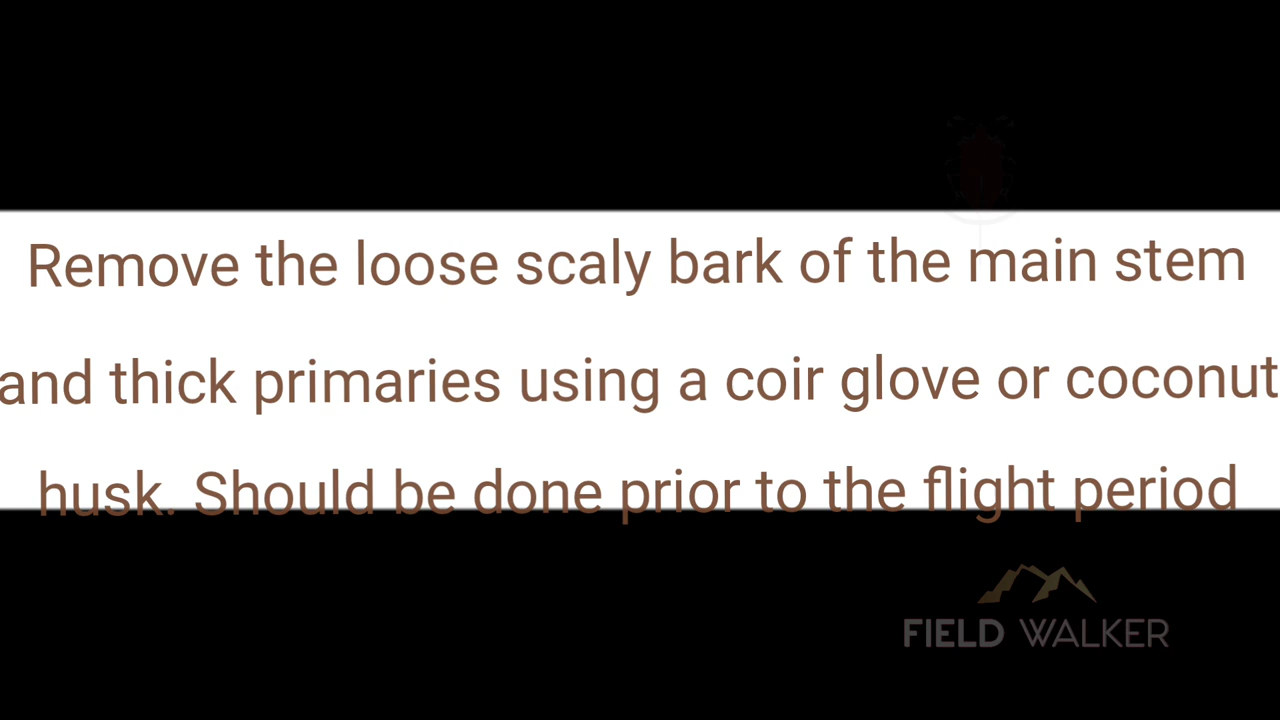 Remove the loose scaly bark of the main stem
and thick primaries using a coir glove or coconut
husk. Should be done prior to the flight period
FIELD WALKER